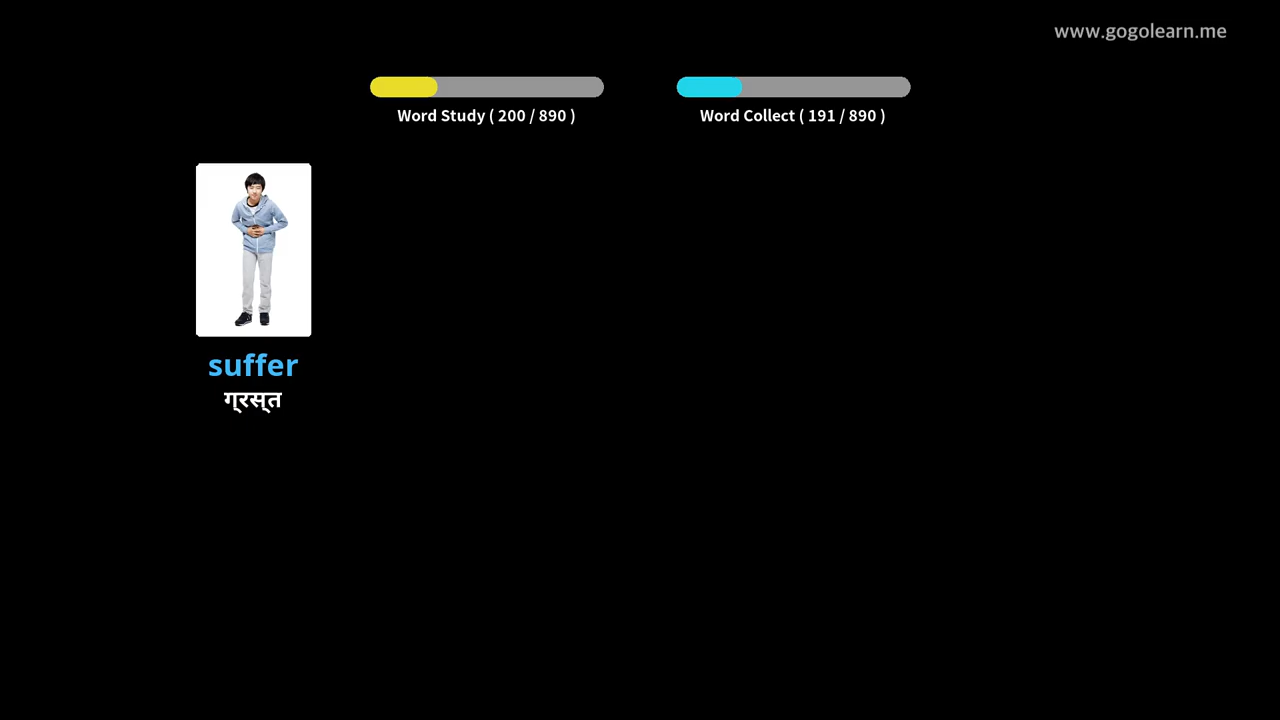 www.gogolearn.me
Word Study ( 200 / 890 )
Word Collect ( 191 / 890 )
suffer
ग्रस्त